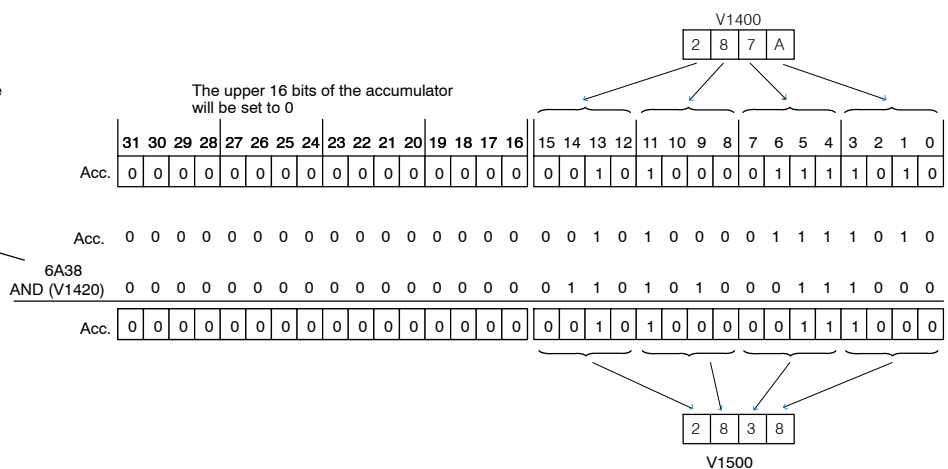 V1400
2 8 7 A
e
The upper 16 bits of the accumulator
will be set to 0
31 30 29 28 27 26 25 24 23 22 21 20 19 18 17 16 15 14 13 12 11 10 9 8 7 6 5 4 3 2 1 0
Acc. 0 0 0 0 0 0 0 0 0 0 0 0 0 0 0 0 0 0 1 0 1 0 0 0 0 1 1 1 1 0 1 0
Acc. 0 0 0 0 0 0 0 0 0 0 0 0 0 0 0 0 0 0 1 0 1 0 0 0 0 1 1 1 1 0 1 0
6A38
AND (V1420) 0 0 0 0 0 0 0 0 0 0 0 0 0 0 0 0 0 1 1 0 1 0 1 0 0 0 1 1 1 0 0 0
Acc. 0 0 0 0 0 0 0 0 0 0 0 0 0 0 0 0 0 0 1 0 1 0 0 0 0 0 1 1 1 0 0 0
2 8 3 8
V1500